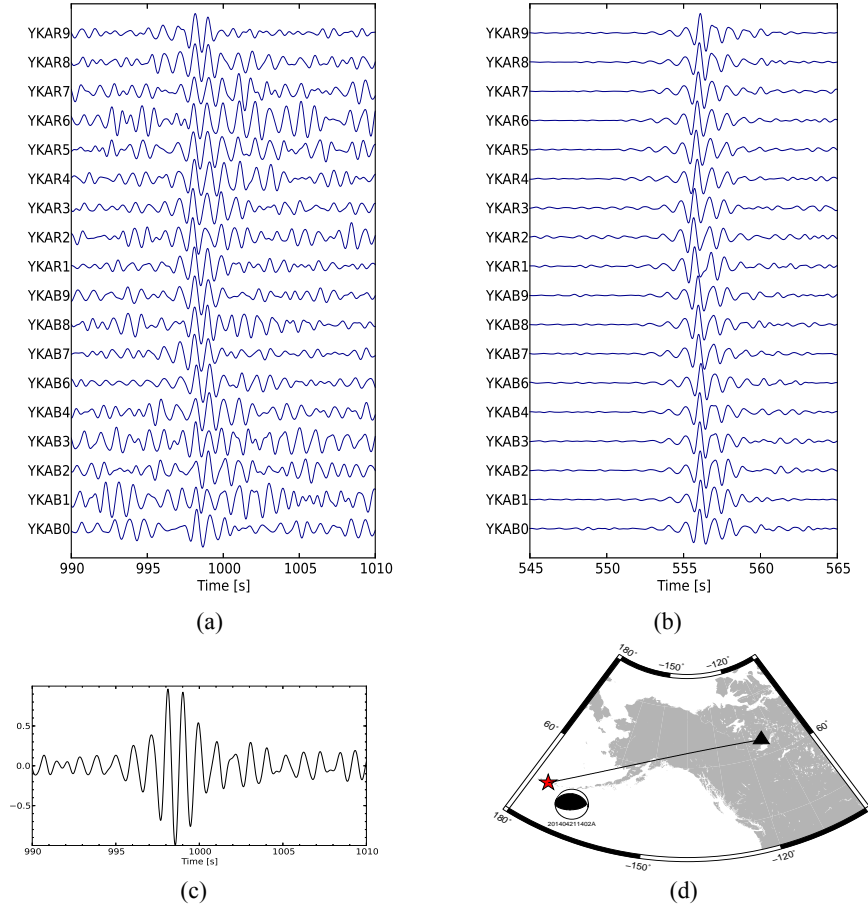 YKAR9
YKAR8
YKAR7
YKAR6
YKAR5
YKAR4
YKAR3
YKAR2
YKAR1
YKAB9
YKAB8
YKAB7
YKAB6
YKAB4
YKAB3
YKAB2
YKAB1
YKAB0
990 995 1000 1005 1010
Time [s]
(a)
YKAR9
YKAR8
YKAR7
YKAR6
YKAR5
YKAR4
YKAR3
YKAR2
YKAR1
YKAB9
YKAB8
YKAB7
YKAB6
YKAB4
YKAB3
YKAB2
YKAB1
YKAB0
545 550 555 560 565
Time [s]
(b)
0.5
0.0
−0.5
990 995 1000 1005 1010
Time [s]
(c)
180˚ −150˚ −120˚
60˚ 60˚
201404211402A
180˚ −150˚ −120˚
(d)